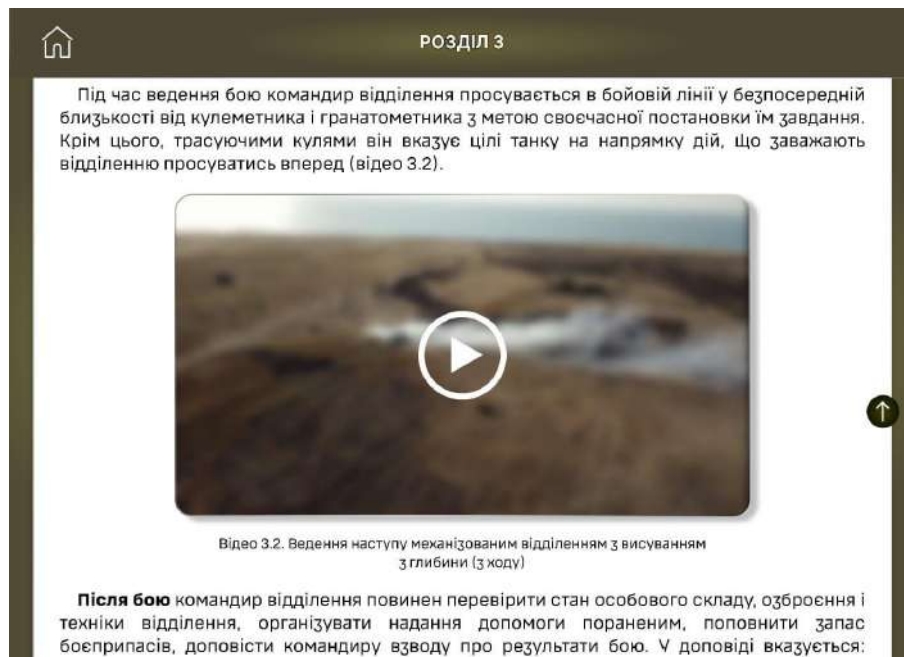 РОЗДІЛ 3
Під час ведення бою командир відділення просувається в бойовій лінії у безпосередній
близькості від кулеметника і гранатометника з метою своєчасної постановки їм завдання.
Крім цього, трасуючими кулями він вказує цілі танку на напрямку дій, що заважають
відділенню просуватись вперед (відео 3.2).
Відео 3.2. Ведення наступу механізованим відділенням з висуванням
з глибини (з ходу)
Після бою командир відділення повинен перевірити стан особового складу, озброєння і
техніки відділення, організувати надання допомоги пораненим, поповнити запас
боєприпасів, доповісти командиру взводу про результати бою. У доповіді вказується: